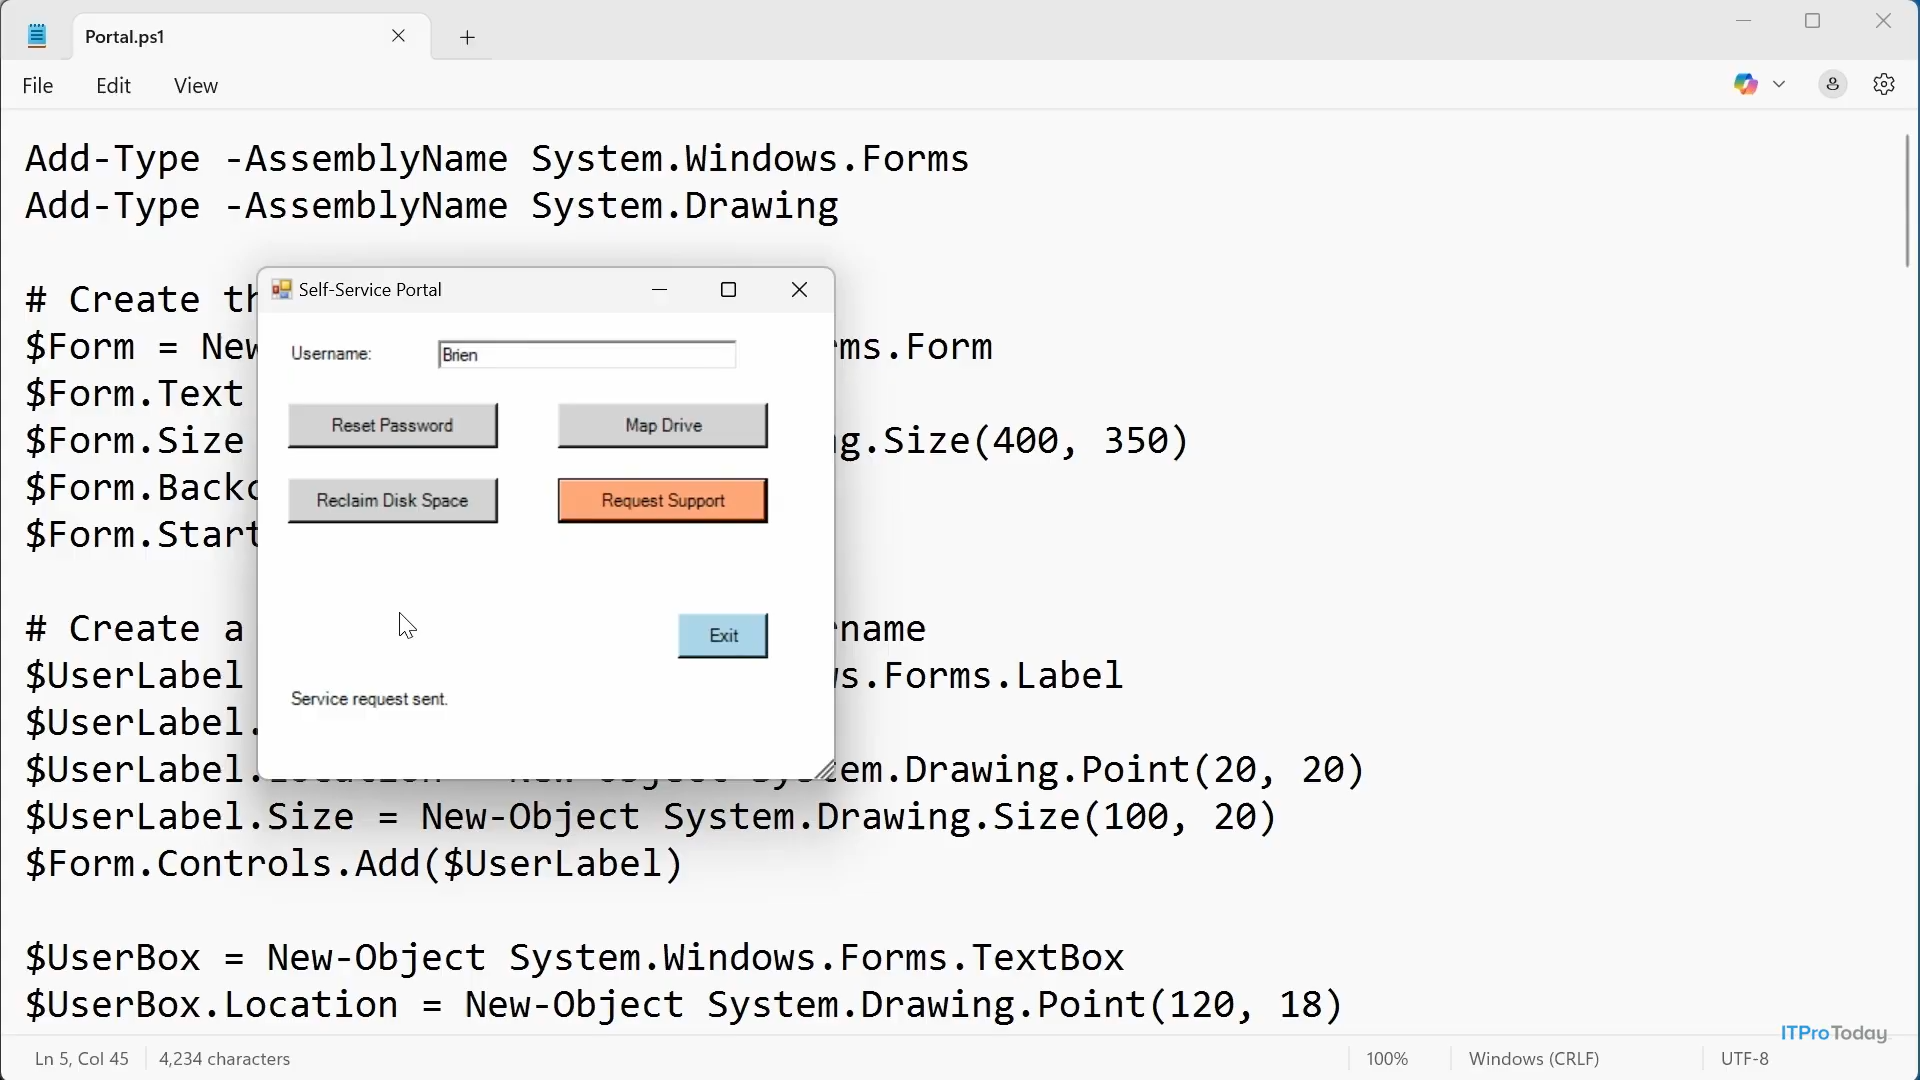 Portal.ps1
File Edit View
Add-Type -AssemblyName System.Windows.Forms
Add-Type -AssemblyName System.Drawing
# Create th
$Form = New ms.Form
$Form.Text
$Form.Size g.Size(400, 350)
$Form.Backc
$Form.Start
# Create a rname
$UserLabel s.Forms.Label
$UserLabel.
$UserLabel.Location = New-Object System.Drawing.Point(20, 20)
$UserLabel.Size = New-Object System.Drawing.Size(100, 20)
$Form.Controls.Add($UserLabel)
$UserBox = New-Object System.Windows.Forms.TextBox
$UserBox.Location = New-Object System.Drawing.Point(120, 18)
Self-Service Portal
Username: Brien
Reset Password Map Drive
Reclaim Disk Space Request Support
Exit
Service request sent.
ITProToday
Ln 5, Col 45 4,234 characters 100% Windows (CRLF) UTF-8